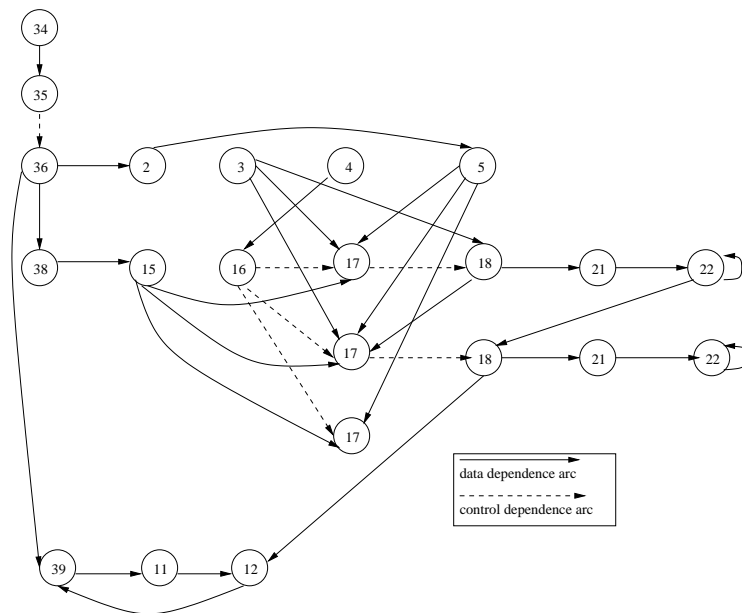 34
35
36 2 3 4 5
38 15 16 17 18 21 22
17 18 21 22
17
data dependence arc
control dependence arc
39 11 12